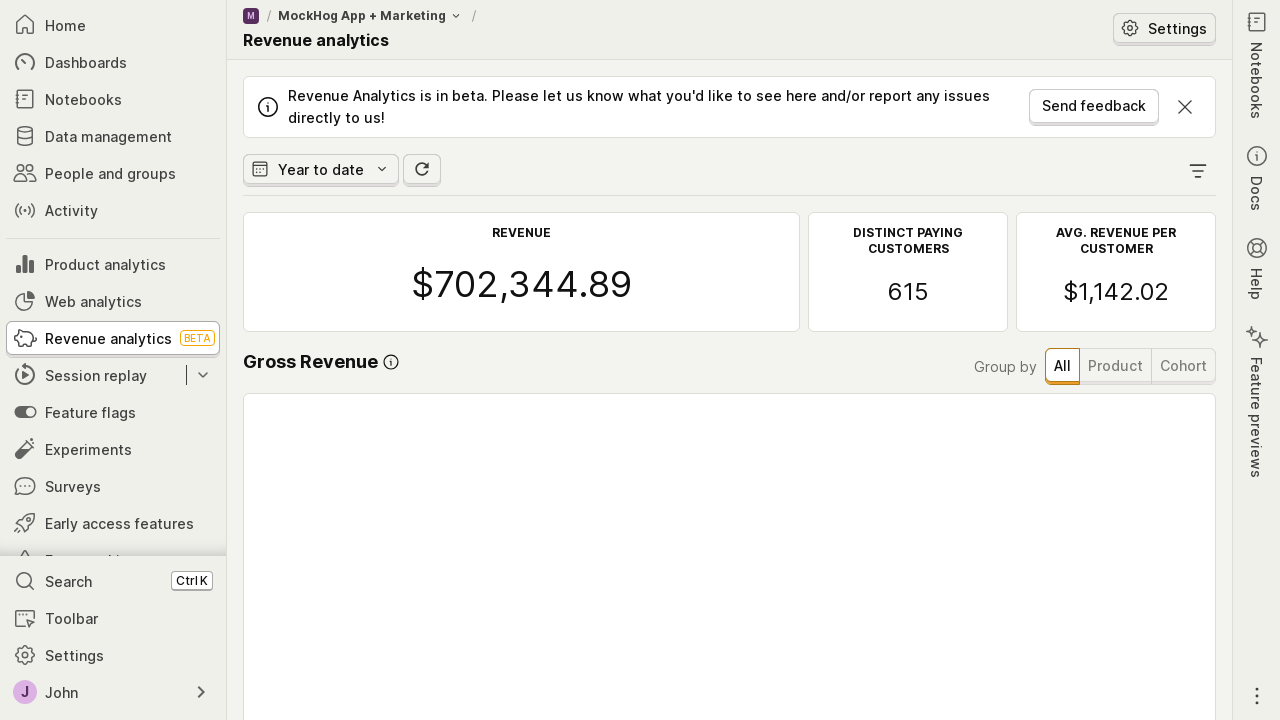 Home
Dashboards
Notebooks
Data management
People and groups
Activity
Product analytics
Web analytics
Revenue analytics BETA
Session replay
Feature flags
Experiments
Surveys
Early access features
Search Ctrl K
Toolbar
Settings
J John
M / MockHog App + Marketing /
Revenue analytics
Settings
Revenue Analytics is in beta. Please let us know what you'd like to see here and/or report any issues
directly to us!
Send feedback
Year to date
REVENUE
$702,344.89
DISTINCT PAYING
CUSTOMERS
615
AVG. REVENUE PER
CUSTOMER
$1,142.02
Gross Revenue
Group by All Product Cohort
Notebooks
Docs
Help
Feature previews